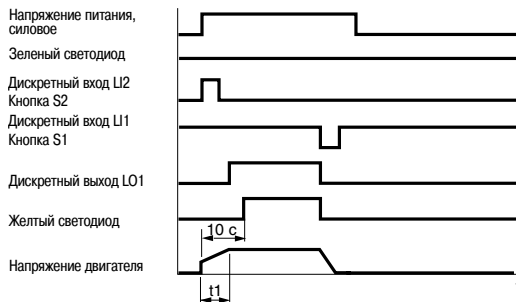 Напряжение питания,
силовое
Зеленый светодиод
Дискретный вход LI2
Кнопка S2
Дискретный вход LI1
Кнопка S1
Дискретный выход LO1
Желтый светодиод
10 с
Напряжение двигателя
t1